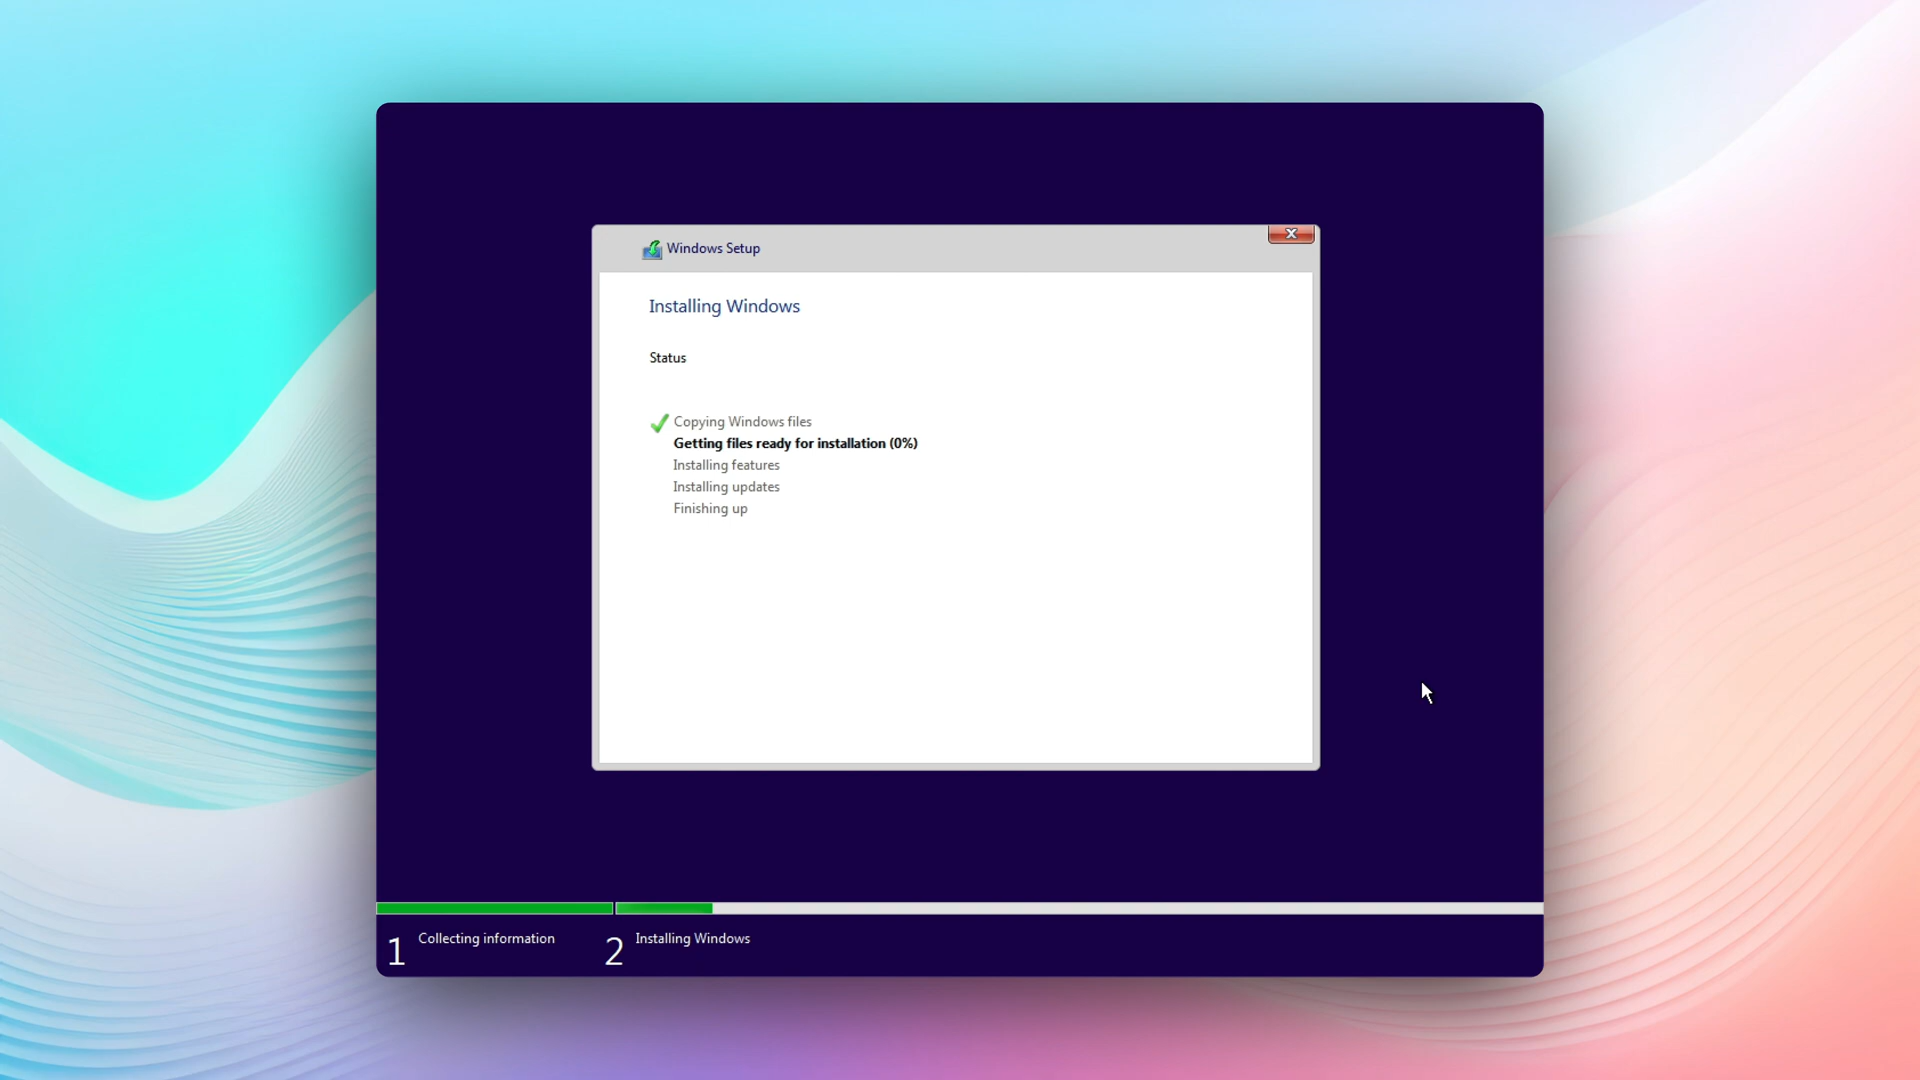 Windows Setup
Installing Windows
Status
Copying Windows files
Getting files ready for installation (0%)
Installing features
Installing updates
Finishing up
1 Collecting information
2 Installing Windows